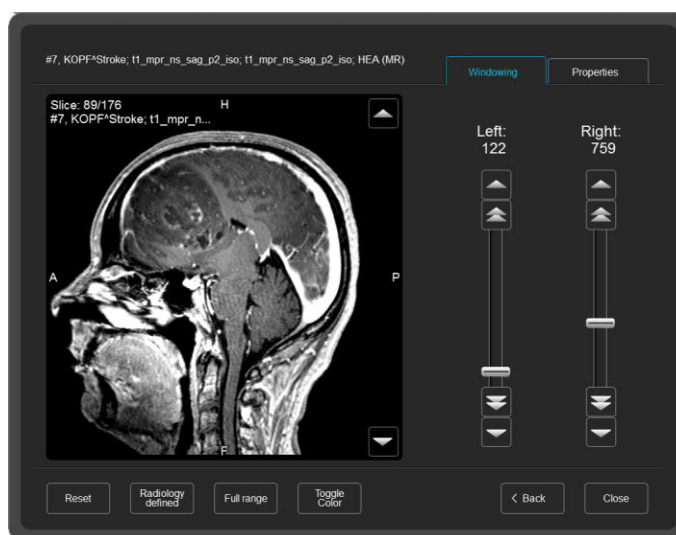 #7, KOPF^Stroke; t1_mpr_ns_sag_p2_iso; t1_mpr_ns_sag_p2_iso; HEA (MR)
Windowing
Properties
Slice: 89/176
#7, KOPF^Stroke; t1_mpr_n...
H
A
P
F
Left:
122
Right:
759
Reset
Radiology
defined
Full range
Toggle
Color
< Back
Close